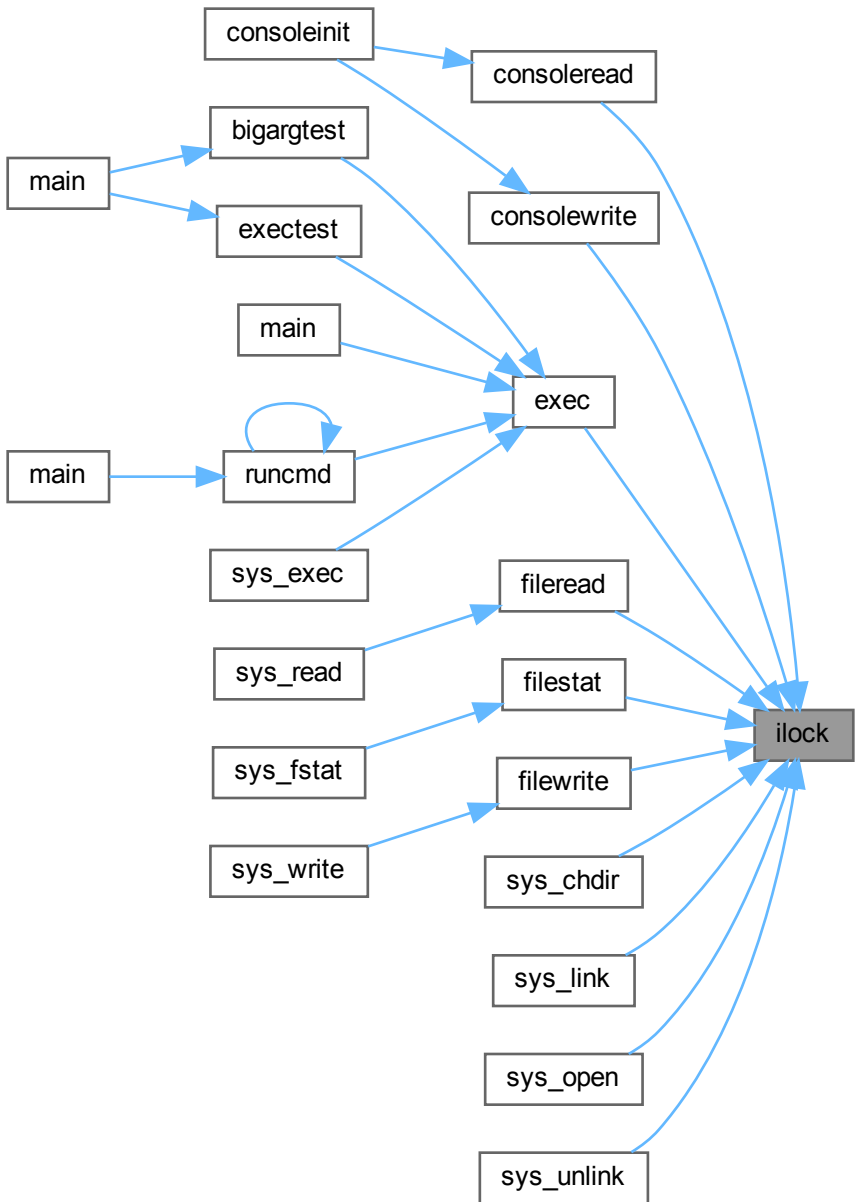 consoleinit
consoleread
bigargtest
main
consolewrite
exectest
main
exec
main
runcmd
sys_exec
fileread
sys_read
filestat
ilock
sys_fstat
filewrite
sys_write
sys_chdir
sys_link
sys_open
sys_unlink